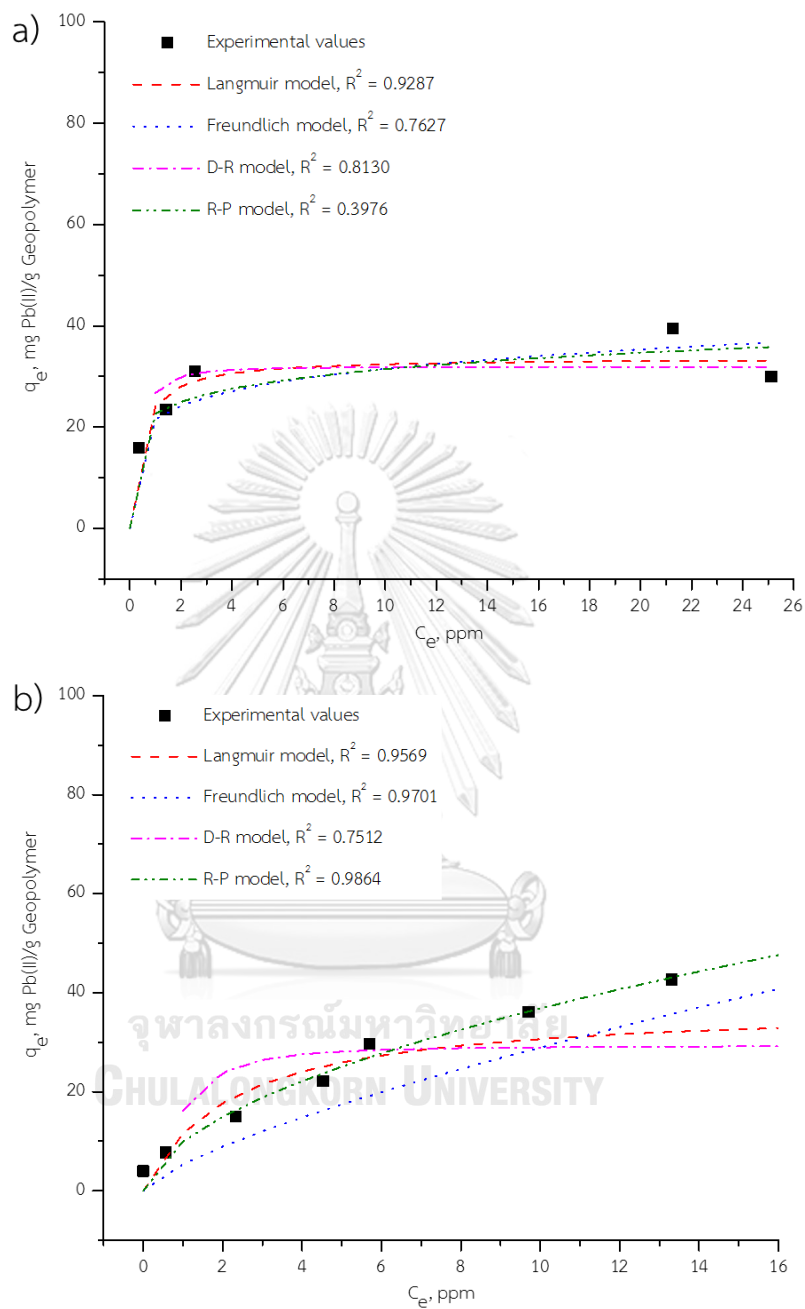 a)
Experimental values
Langmuir model, R² = 0.9287
Freundlich model, R² = 0.7627
D-R model, R² = 0.8130
R-P model, R² = 0.3976
qₑ, mg Pb(II)/g Geopolymer
100
80
60
40
20
0
0 2 4 6 8 10 12 14 16 18 20 22 24 26
Cₑ, ppm
b)
Experimental values
Langmuir model, R² = 0.9569
Freundlich model, R² = 0.9701
D-R model, R² = 0.7512
R-P model, R² = 0.9864
qₑ, mg Pb(II)/g Geopolymer
100
80
60
40
20
0
จุฬาลงกรณ์มหาวิทยาลัย
CHULALONGKORN UNIVERSITY
0 2 4 6 8 10 12 14 16
Cₑ, ppm